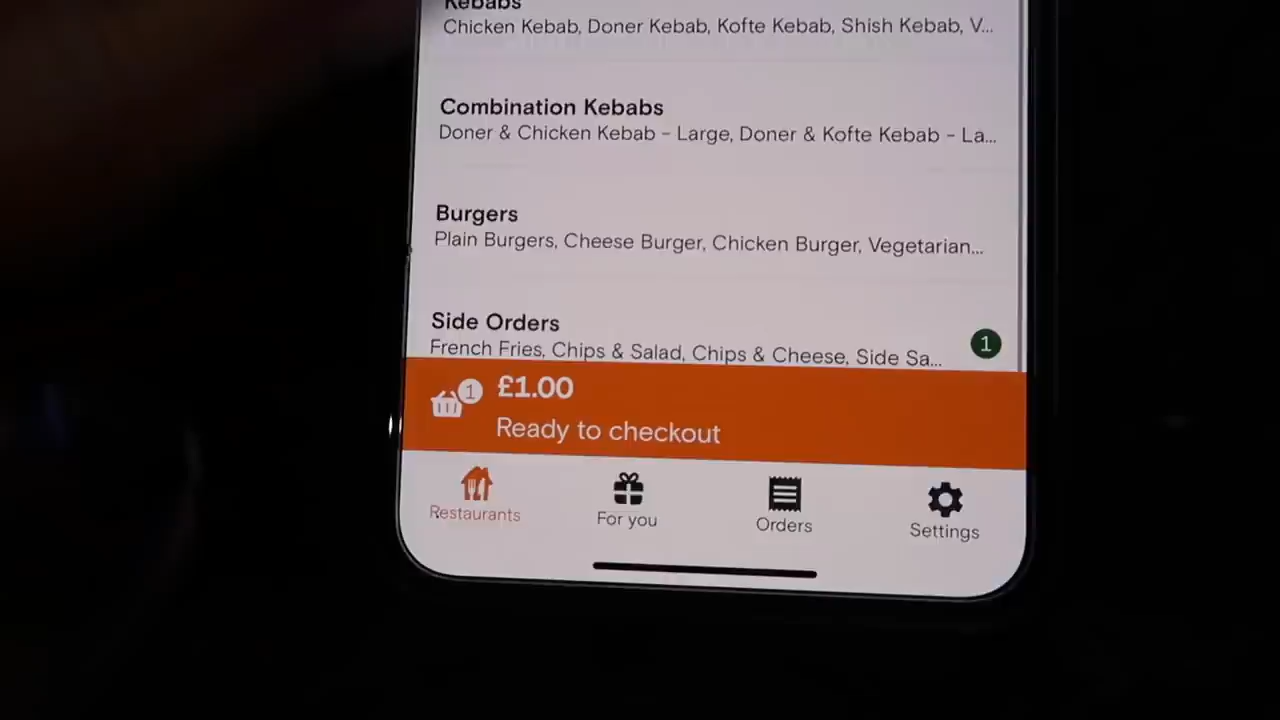 Kebabs
Chicken Kebab, Doner Kebab, Kofte Kebab, Shish Kebab, V...
Combination Kebabs
Doner & Chicken Kebab - Large, Doner & Kofte Kebab - La...
Burgers
Plain Burgers, Cheese Burger, Chicken Burger, Vegetarian...
Side Orders
French Fries, Chips & Salad, Chips & Cheese, Side Sa...
1
1
£1.00
Ready to checkout
Restaurants
For you
Orders
Settings